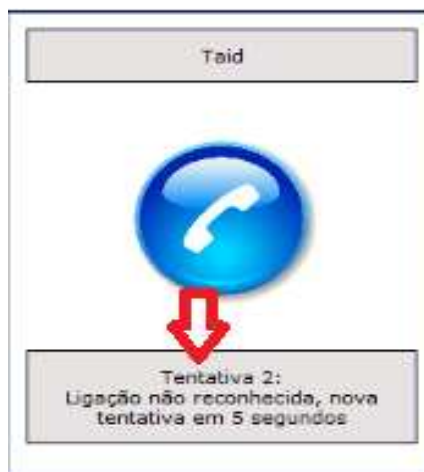 Taid
Tentativa 2:
Ligação não reconhecida, nova
tentativa em 5 segundos